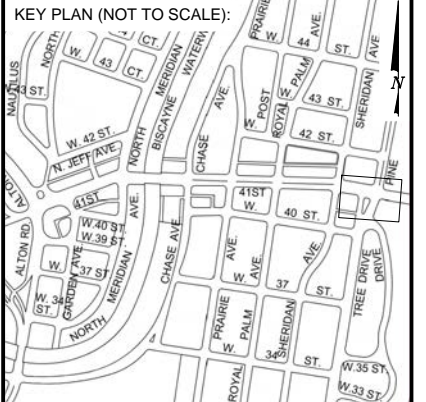 KEY PLAN (NOT TO SCALE):
NAUTILUS
NORTH
W. 43 CT.
44
CT.
MERIDIAN
BISCAYNE
WATERW
PRAIRIE
AVE.
W. 44 ST.
AVE
SHERIDAN
N
W. 43 ST.
CHASE
AVE.
W. POST
ROYAL
W. PALM
43 ST.
42 ST.
W. 42 ST.
N. JEFF AVE.
NORTH
PINE
ALTON
41ST
W. 41ST
40 ST.
W.40 ST.
W.39 ST.
AVE.
ALTON RD.
W. 37 ST
GARDEN AVE
MERIDIAN
CHASE AVE
AVE.
W. AVE.
AVE.
W. 37 ST.
TREE DRIVE
DRIVE
W. 34 ST.
NORTH
PRAIRIE
W. PALM
34
SHERIDAN
ST.
ROYAL
W.35 ST.
W.33 ST.